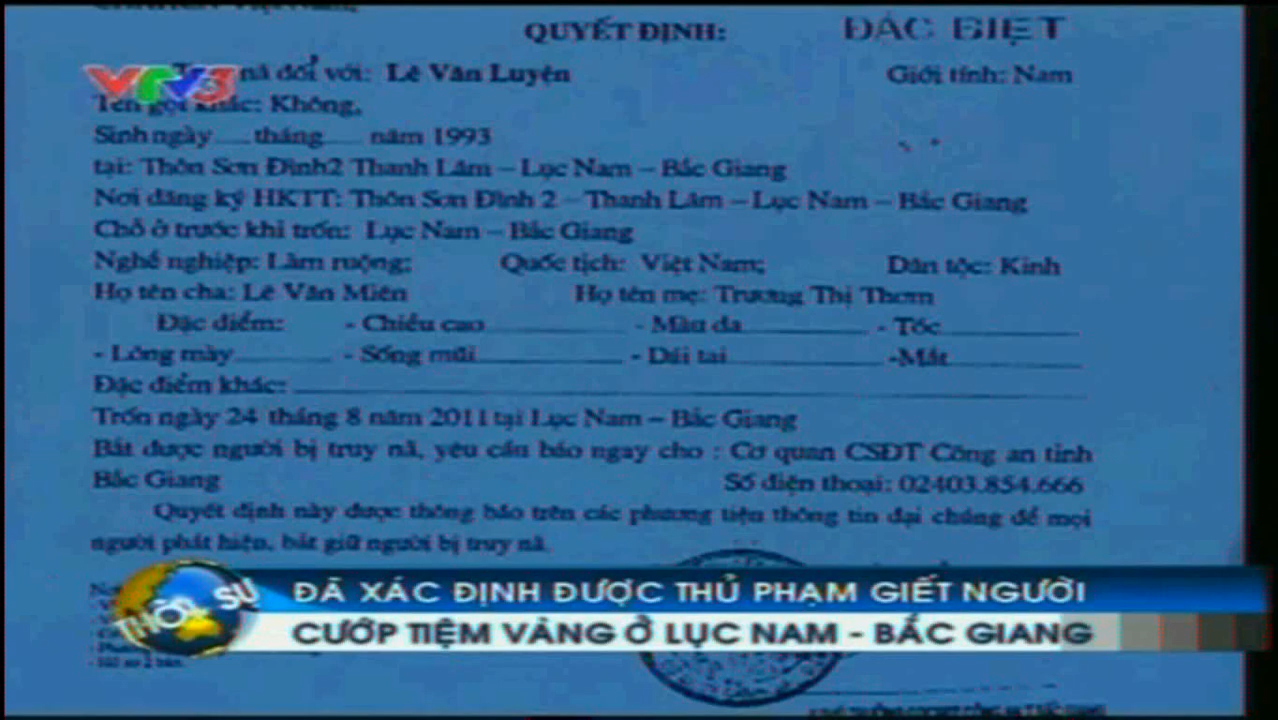 QUYẾT ĐỊNH: ĐẶC BIỆT
VTV3 nã đối với: Lê Văn Luyện Giới tính: Nam
Tên gọi khác: Không,
Sinh ngày tháng năm 1993
tại: Thôn Sơn Đình2 Thanh Lâm – Lục Nam – Bắc Giang
Nơi đăng ký HKTT: Thôn Sơn Đình 2 – Thanh Lâm – Lục Nam – Bắc Giang
Chỗ ở trước khi trốn: Lục Nam – Bắc Giang
Nghề nghiệp: Làm ruộng; Quốc tịch: Việt Nam; Dân tộc: Kinh
Họ tên cha: Lê Văn Miên Họ tên mẹ: Trương Thị Thơm
Đặc điểm: - Chiều cao - Màu da - Tóc
- Lông mày - Sống mũi - Dái tai -Mắt
Đặc điểm khác:
Trốn ngày 24 tháng 8 năm 2011 tại Lục Nam – Bắc Giang
Bắt được người bị truy nã, yêu cầu báo ngay cho : Cơ quan CSĐT Công an tỉnh
Bắc Giang Số điện thoại: 02403.854.666
Quyết định này được thông báo trên các phương tiện thông tin đại chúng để mọi
người phát hiện, bắt giữ người bị truy nã.
THỜI SỰ ĐÃ XÁC ĐỊNH ĐƯỢC THỦ PHẠM GIẾT NGƯỜI
CƯỚP TIỆM VÀNG Ở LỤC NAM - BẮC GIANG